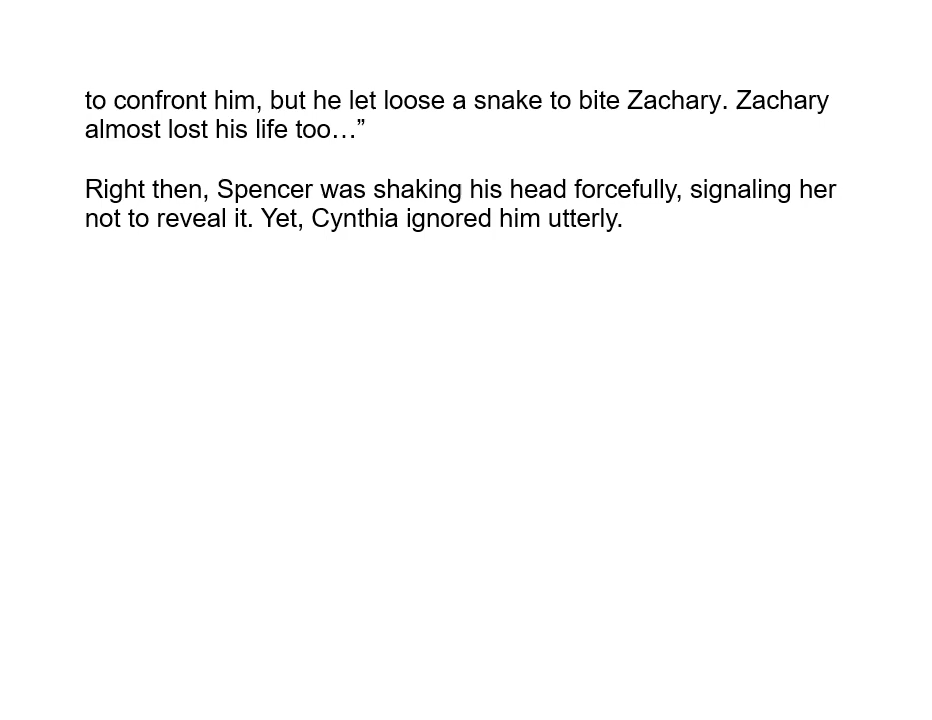 to confront him, but he let loose a snake to bite Zachary. Zachary
almost lost his life too…”
Right then, Spencer was shaking his head forcefully, signaling her
not to reveal it. Yet, Cynthia ignored him utterly.